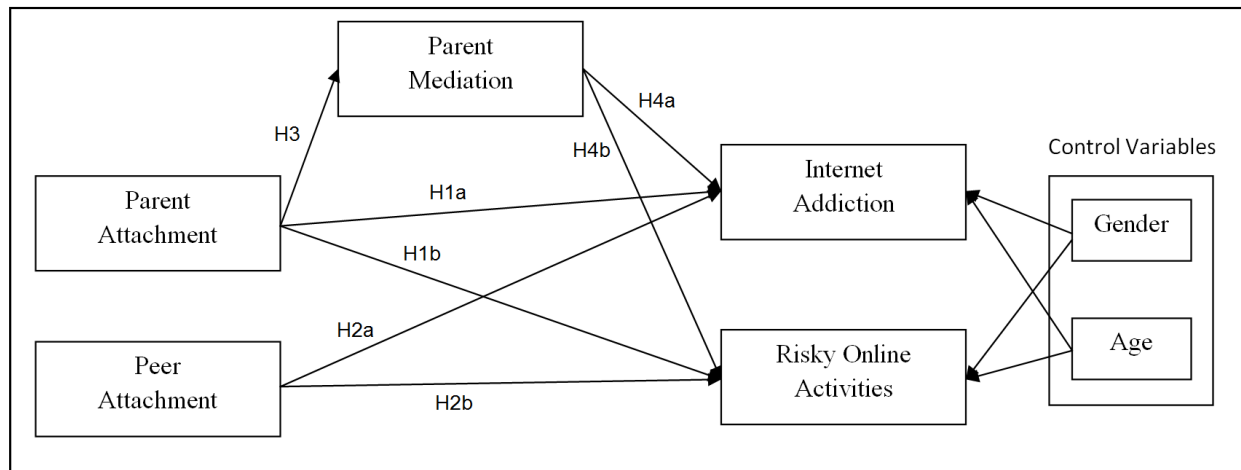 Parent
Mediation
H3
H4a
H4b
Parent
Attachment
H1a
H1b
Internet
Addiction
Control Variables
Gender
Age
Peer
Attachment
H2a
H2b
Risky Online
Activities